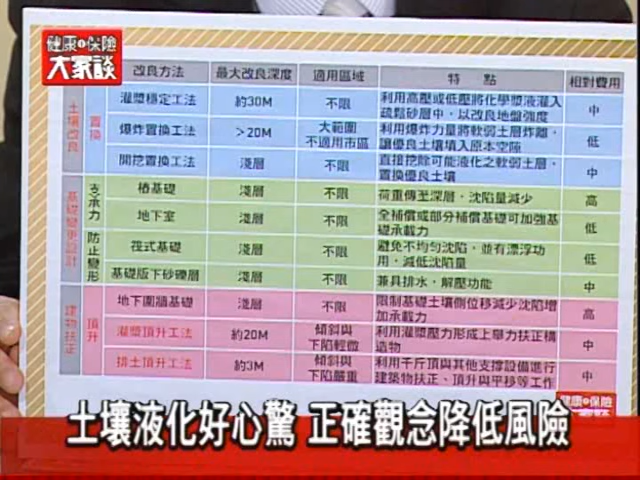 健康i保險
大家談
改良方法 最大改良深度 適用區域 特點 相對費用
土壤改良 置換
灌漿穩定工法 約30M 不限 利用高壓或低壓將化學漿液灌入疏鬆砂層中，以改良地盤強度 中
爆炸置換工法 >20M 大範圍 不適用市區 利用爆炸力量將軟弱土層炸離，讓優良土壤填入原本空隙 低
開挖置換工法 淺層 不限 直接挖除可能液化之軟弱土層，置換優良土壤 中
基礎變更設計 支承力 防止變形
樁基礎 淺層 不限 荷重傳至深層，沈陷量減少 高
地下室 淺層 不限 全補償或部分補償基礎可加強基礎承載力 低
筏式基礎 淺層 不限 避免不均勻沈陷，並有漂浮功用，減低沈陷量 低
基礎版下砂礫層 淺層 不限 兼具排水，解壓功能 中
建物扶正 頂升
地下圍牆基礎 淺層 不限 限制基礎土壤側位移減少沈陷增加承載力 高
灌漿頂升工法 約20M 傾斜與下陷輕微 利用灌漿壓力形成上舉力扶正構造物 中
排土頂升工法 約3M 傾斜與下陷嚴重 利用千斤頂與其他支撐設備進行建築物扶正、頂升與平移等工作 中
健康i保險
土壤液化好心驚 正確觀念降低風險